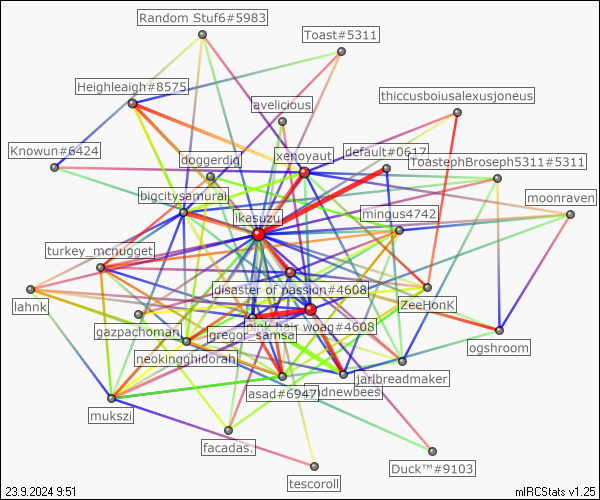 Random Stuf6#5983
Toast#5311
Heighleaigh#8575
thiccusboiusalexusjoneus
avelicious
Knowun#6424
default#0617
doggerdig
xenoyaut
ToastephBroseph5311#5311
bigcitysamurai
moonraven
ikasuzu
mingus4742
turkey_mcnugget
disaster of passion#4608
lahnk
ZeeHonK
gazpachoman
gregor_samsa
pink hair woag#4608
ogshroom
neokingghidorah
jarlbreadmaker
asad#6947
mukszi
facadas.
Duck™#9103
tescoroll
23.9.2024 9:51
mIRCStats v1.25